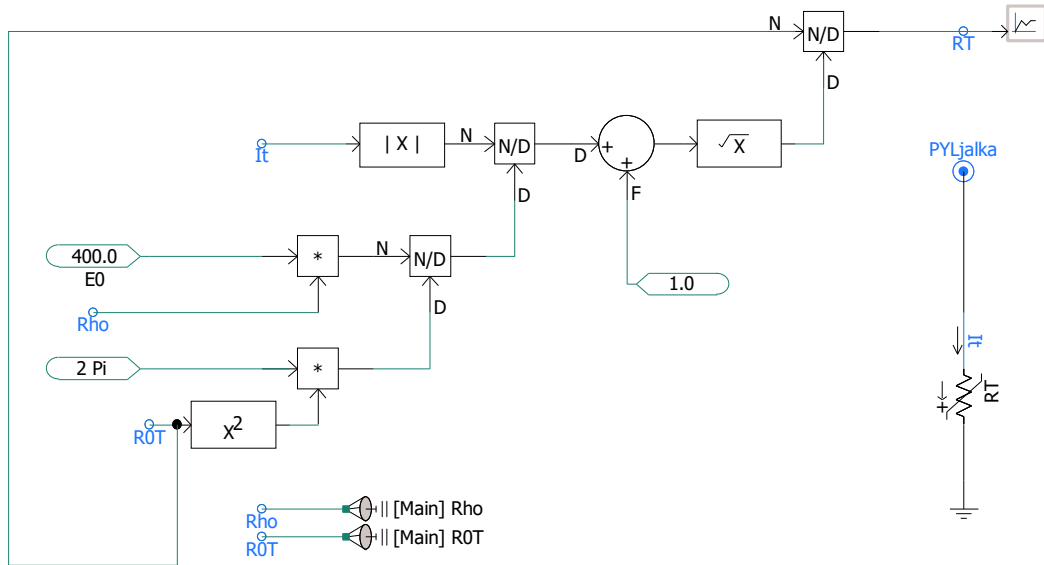 N
N/D
RT
D
It
| X |
N
N/D
D
+
+
√X
PYLjalka
D
F
400.0
E0
*
N
N/D
1.0
Rho
D
It
2 Pi
*
+
RT
R0T
X²
Rho
[Main] Rho
R0T
[Main] R0T